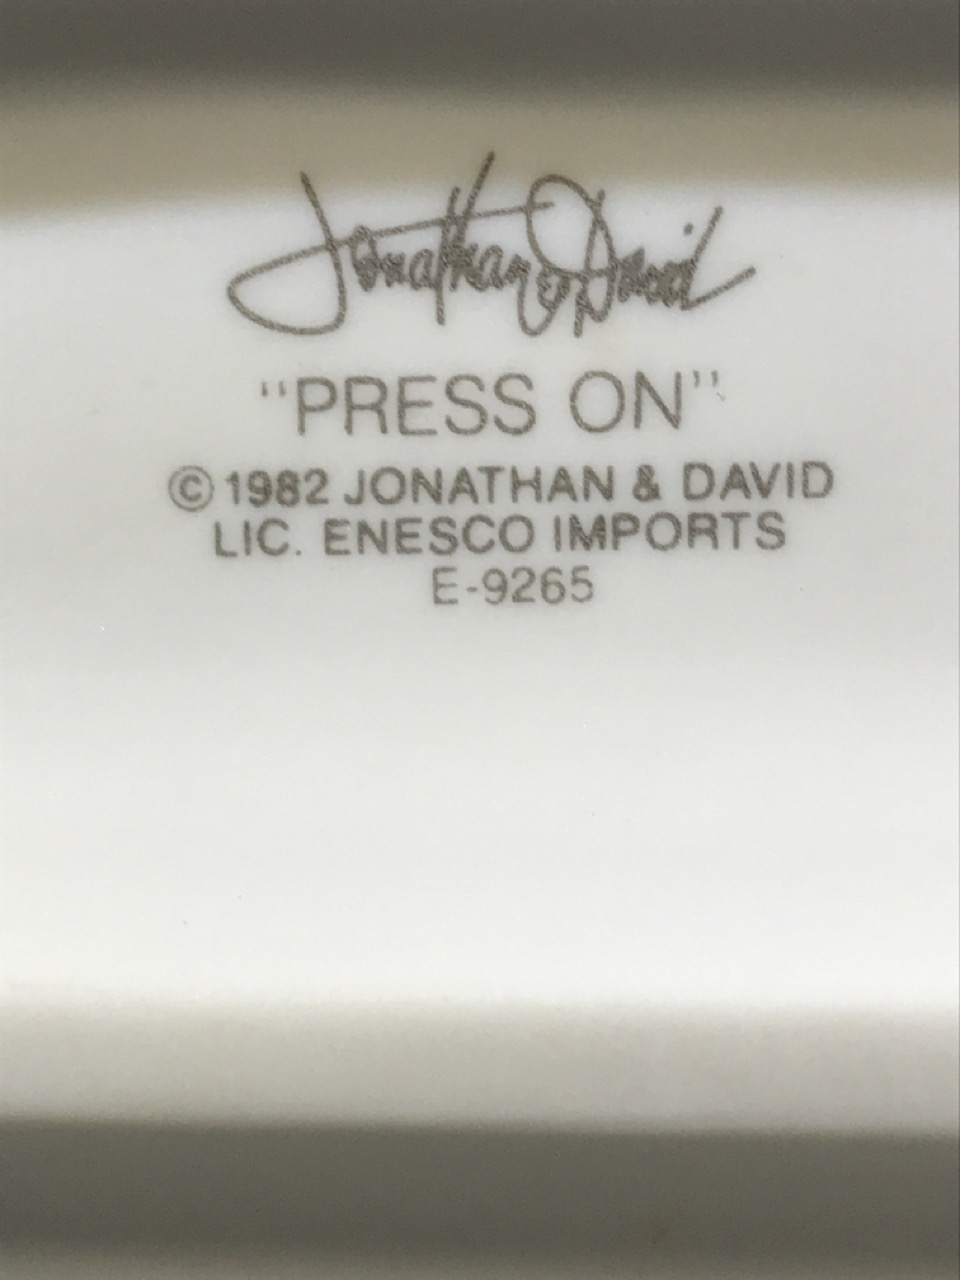 Jonathan & David
"PRESS ON"
© 1982 JONATHAN & DAVID
LIC. ENESCO IMPORTS
E-9265